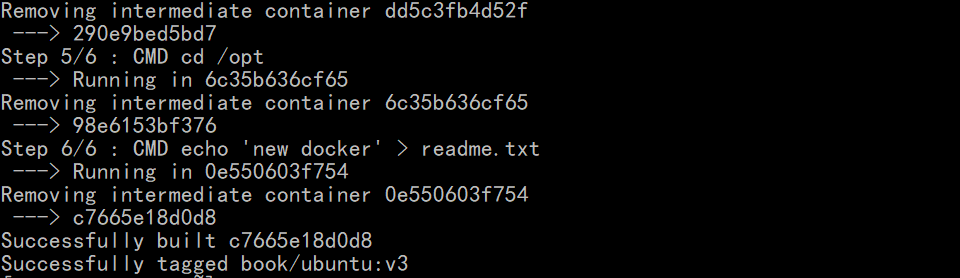 Removing intermediate container dd5c3fb4d52f
 ---> 290e9bed5bd7
Step 5/6 : CMD cd /opt
 ---> Running in 6c35b636cf65
Removing intermediate container 6c35b636cf65
 ---> 98e6153bf376
Step 6/6 : CMD echo 'new docker' > readme.txt
 ---> Running in 0e550603f754
Removing intermediate container 0e550603f754
 ---> c7665e18d0d8
Successfully built c7665e18d0d8
Successfully tagged book/ubuntu:v3